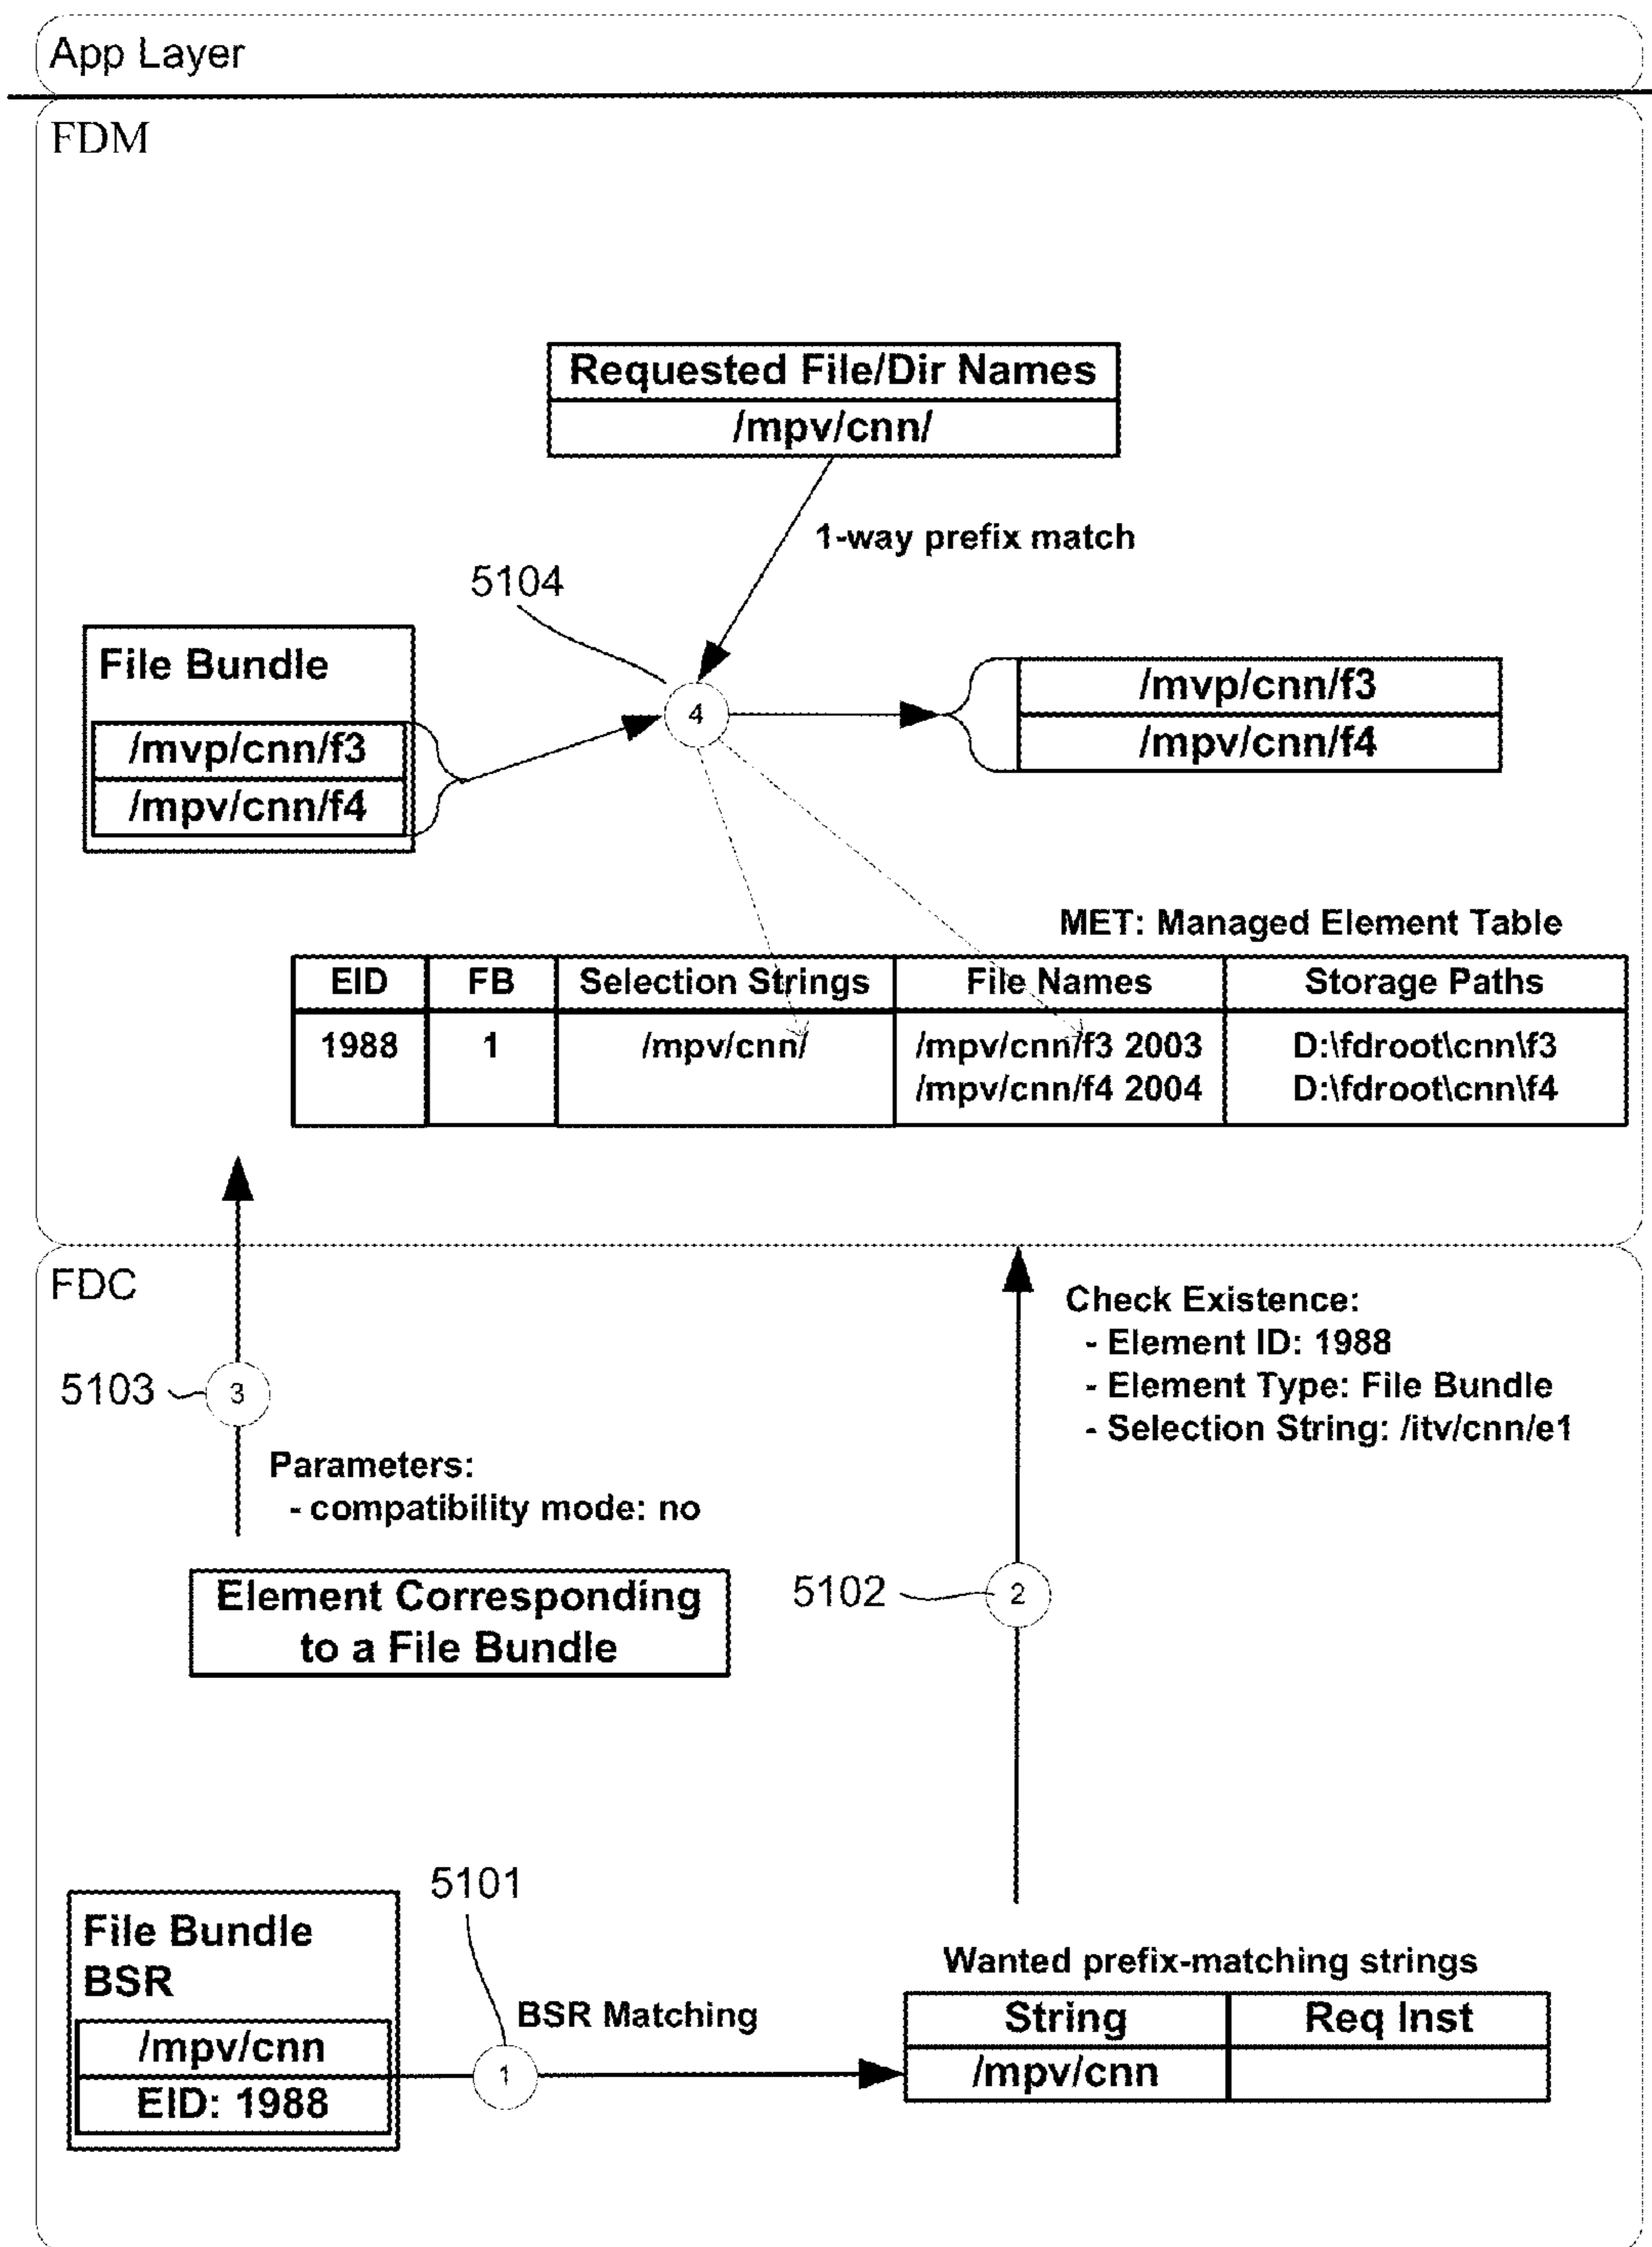 App Layer
FDM
Requested File/Dir Names
/mpv/cnn/
1-way prefix match
5104
File Bundle
/mvp/cnn/f3
/mpv/cnn/f4
4
/mvp/cnn/f3
/mpv/cnn/f4
MET: Managed Element Table
EID FB Selection Strings File Names Storage Paths
1988 1 /mpv/cnn/ /mpv/cnn/f3 2003 D:\fdroot\cnn\f3
/mpv/cnn/f4 2004 D:\fdroot\cnn\f4
FDC
Check Existence:
- Element ID: 1988
- Element Type: File Bundle
- Selection String: /itv/cnn/e1
5103
3
Parameters:
- compatibility mode: no
Element Corresponding
to a File Bundle
5102
2
5101
File Bundle
BSR
/mpv/cnn
EID: 1988
1
BSR Matching
Wanted prefix-matching strings
String Req Inst
/mpv/cnn